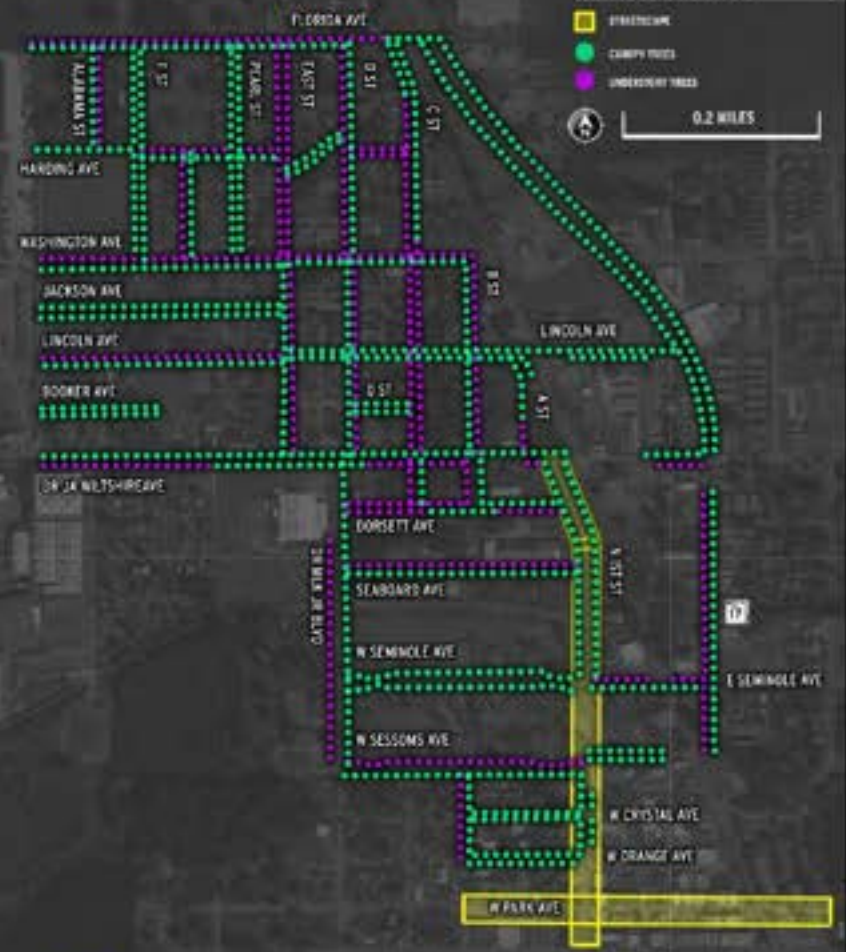 FLORIDA AVE
STREETSCAPE
CANOPY TREES
UNDERSTORY TREES
0.2 MILES
ALABAMA ST
E ST
PEARL ST
EAST ST
D ST
C ST
HARDING AVE
WASHINGTON AVE
JACKSON AVE
B ST
LINCOLN AVE
LINCOLN AVE
BOOKER AVE
A ST
DR JA WILTSHIRE AVE
DORSETT AVE
DR MLK JR BLVD
SEABOARD AVE
N 1ST ST
17
W SEMINOLE AVE
E SEMINOLE AVE
W SESSOMS AVE
W CRYSTAL AVE
W ORANGE AVE
W PARK AVE